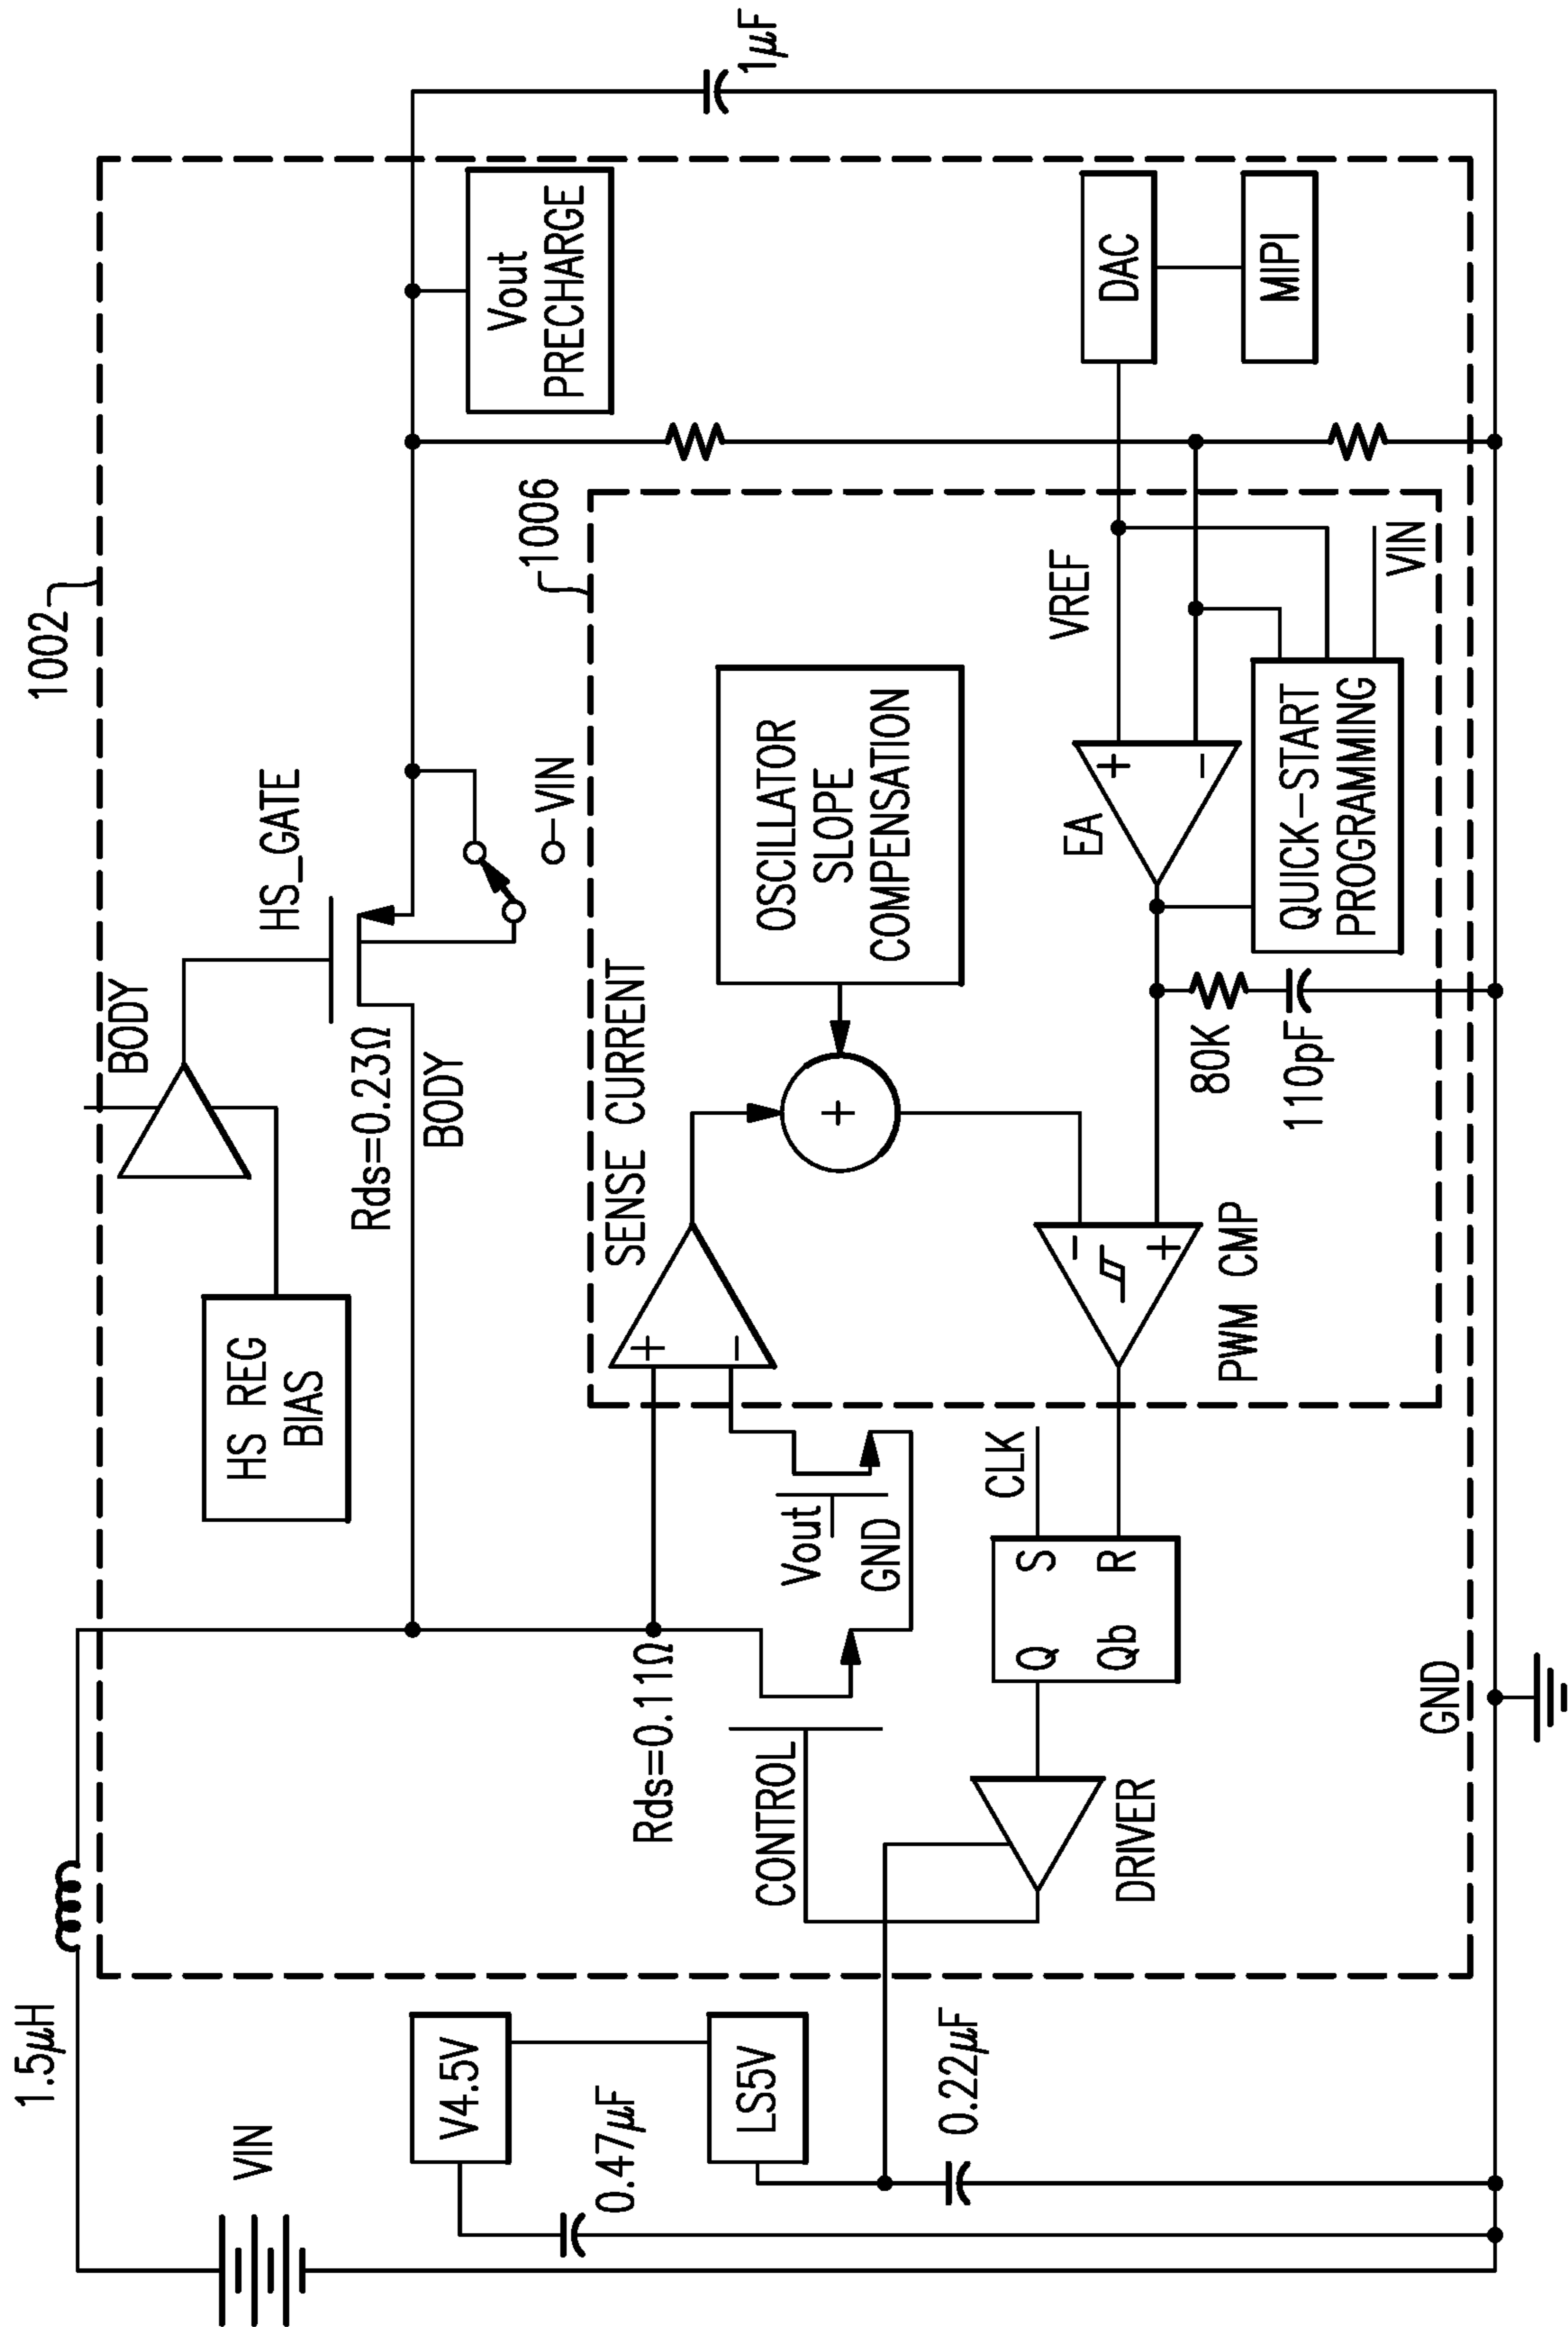 1.5μH
VIN
V4.5V
0.47μF
LS5V
0.22μF
1002
HS REG
BIAS
BODY
HS_GATE
Rds=0.23Ω
BODY
VIN
Vout
PRECHARGE
1μF
1006
SENSE CURRENT
+
−
Rds=0.11Ω
CONTROL
Vout
GND
OSCILLATOR
SLOPE
COMPENSATION
+
CLK
Q
S
Qb
R
DRIVER
−
+
PWM CMP
EA
+
−
VREF
80K
110pF
QUICK-START
PROGRAMMING
VIN
DAC
MIPI
GND